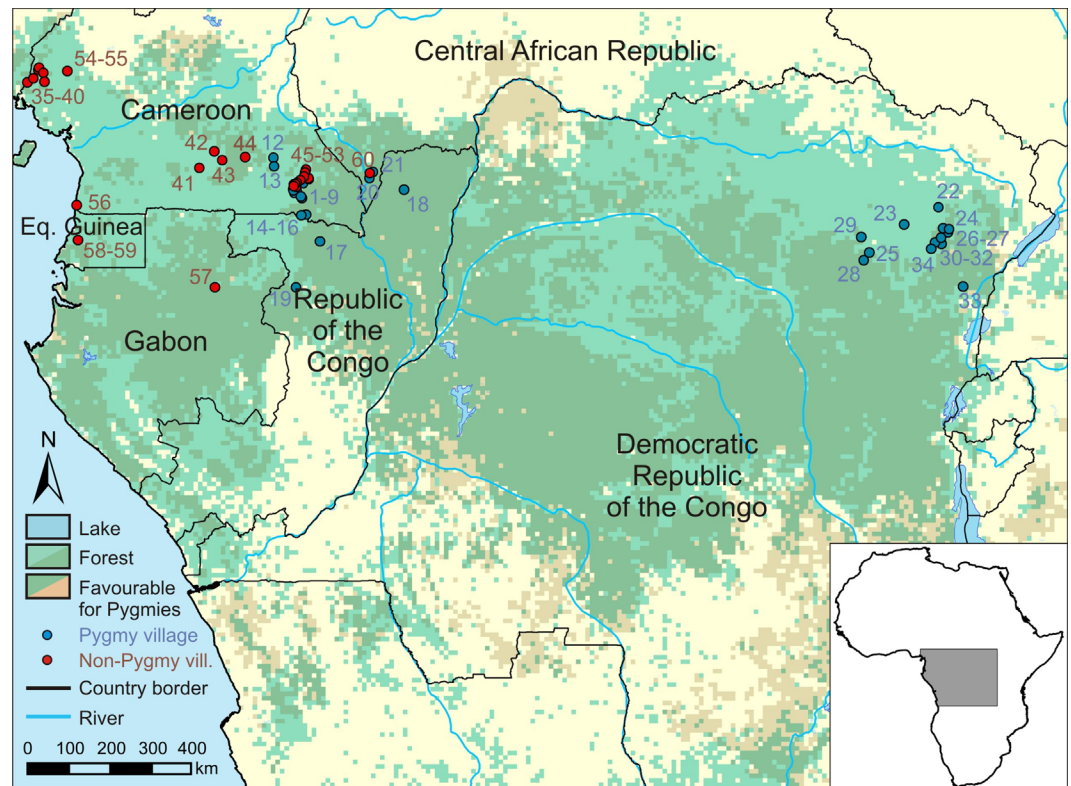 Central African Republic
54-55
35-40
Cameroon
42
44
12
45-53
60
21
41
43
13
20
1-9
18
22
56
Eq. Guinea
14-16
23
24
29
26-27
58-59
17
25
30-32
34
28
57
19
33
Republic
of the
Congo
Gabon
Democratic
Republic
of the Congo
N
Lake
Forest
Favourable
for Pygmies
Pygmy village
Non-Pygmy vill.
Country border
River
0 100 200 300 400
km